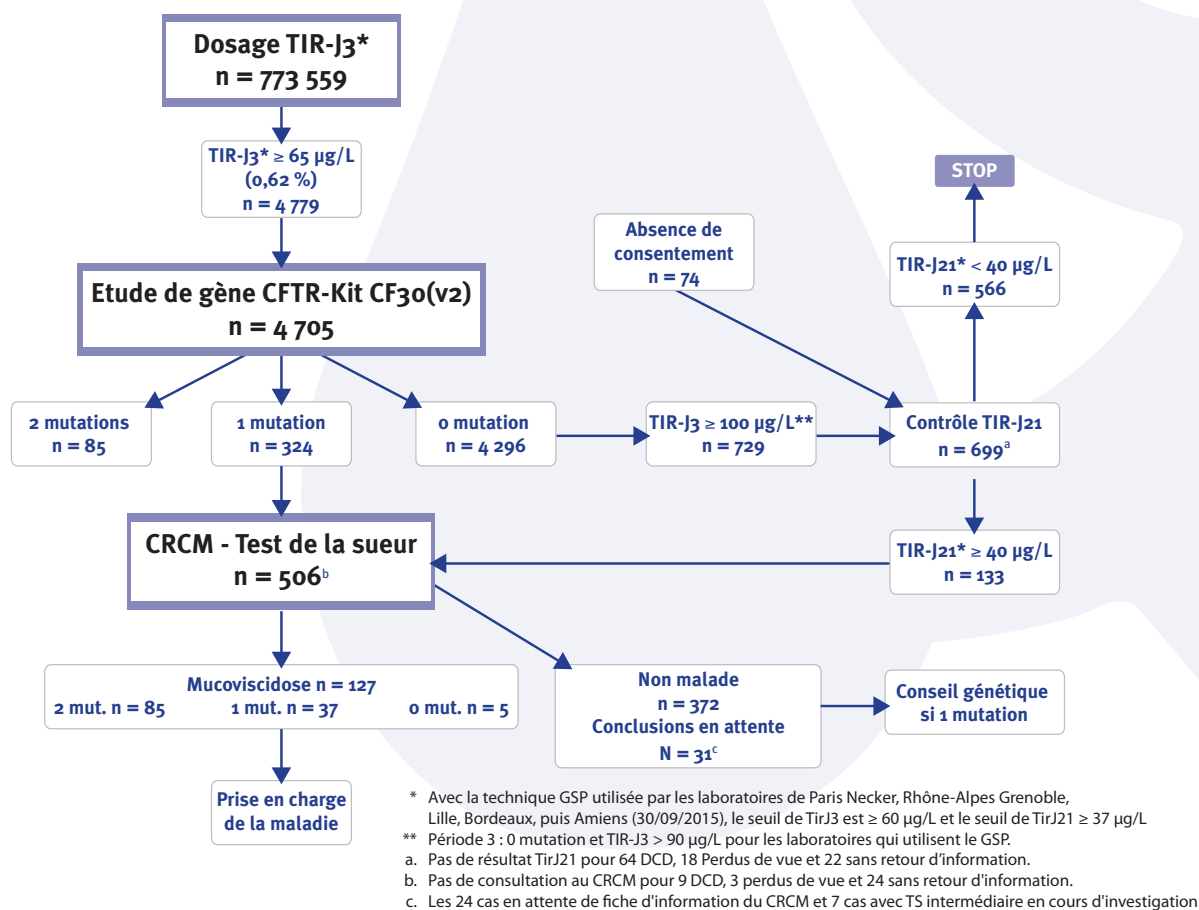 Dosage TIR-J3*
n = 773 559
TIR-J3* ≥ 65 µg/L
(0,62 %)
n = 4 779
STOP
Absence de
consentement
n = 74
TIR-J21* < 40 µg/L
n = 566
Etude de gène CFTR-Kit CF30(v2)
n = 4 705
2 mutations
n = 85
1 mutation
n = 324
0 mutation
n = 4 296
TIR-J3 ≥ 100 µg/L**
n = 729
Contrôle TIR-J21
n = 699a
CRCM - Test de la sueur
n = 506b
TIR-J21* ≥ 40 µg/L
n = 133
Mucoviscidose n = 127
2 mut. n = 85 1 mut. n = 37 0 mut. n = 5
Non malade
n = 372
Conclusions en attente
N = 31c
Conseil génétique
si 1 mutation
Prise en charge
de la maladie
* Avec la technique GSP utilisée par les laboratoires de Paris Necker, Rhône-Alpes Grenoble,
Lille, Bordeaux, puis Amiens (30/09/2015), le seuil de TirJ3 est ≥ 60 µg/L et le seuil de TirJ21 ≥ 37 µg/L
** Période 3 : 0 mutation et TIR-J3 > 90 µg/L pour les laboratoires qui utilisent le GSP.
a. Pas de résultat TirJ21 pour 64 DCD, 18 Perdus de vue et 22 sans retour d'information.
b. Pas de consultation au CRCM pour 9 DCD, 3 perdus de vue et 24 sans retour d'information.
c. Les 24 cas en attente de fiche d'information du CRCM et 7 cas avec TS intermédiaire en cours d'investigation